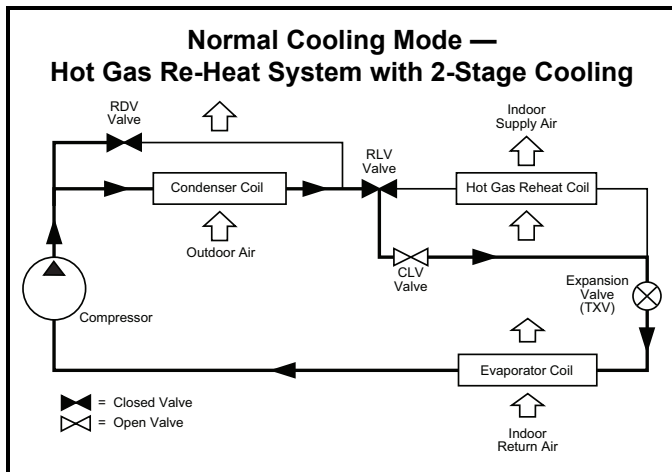 Normal Cooling Mode —
Hot Gas Re-Heat System with 2-Stage Cooling
RDV
Valve
Indoor
Supply Air
RLV
Valve
Condenser Coil
Hot Gas Reheat Coil
Outdoor Air
CLV
Valve
Expansion
Valve
(TXV)
Compressor
Evaporator Coil
= Closed Valve
= Open Valve
Indoor
Return Air